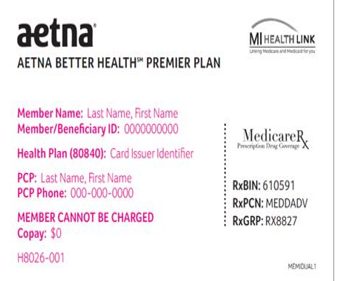 aetna®
MI HEALTH LINK
Linking Medicare and Medicaid for you
AETNA BETTER HEALTH℠ PREMIER PLAN
Member Name: Last Name, First Name
Member/Beneficiary ID: 0000000000
Health Plan (80840): Card Issuer Identifier
PCP: Last Name, First Name
PCP Phone: 000-000-0000
MEMBER CANNOT BE CHARGED
Copay: $0
H8026-001
MedicareRx
Prescription Drug Coverage
RxBIN: 610591
RxPCN: MEDDADV
RxGRP: RX8827
MEMIDUAL1